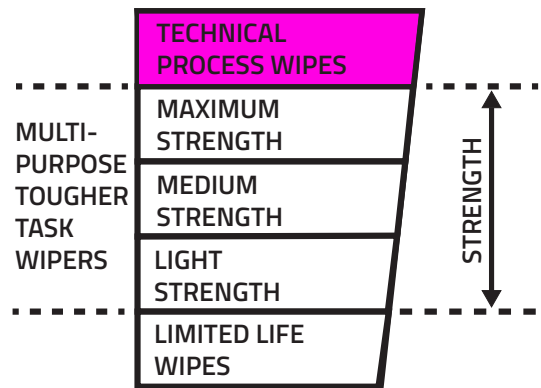 TECHNICAL
PROCESS WIPES
MULTI-
PURPOSE
TOUGHER
TASK
WIPERS
MAXIMUM
STRENGTH
MEDIUM
STRENGTH
LIGHT
STRENGTH
STRENGTH
LIMITED LIFE
WIPES